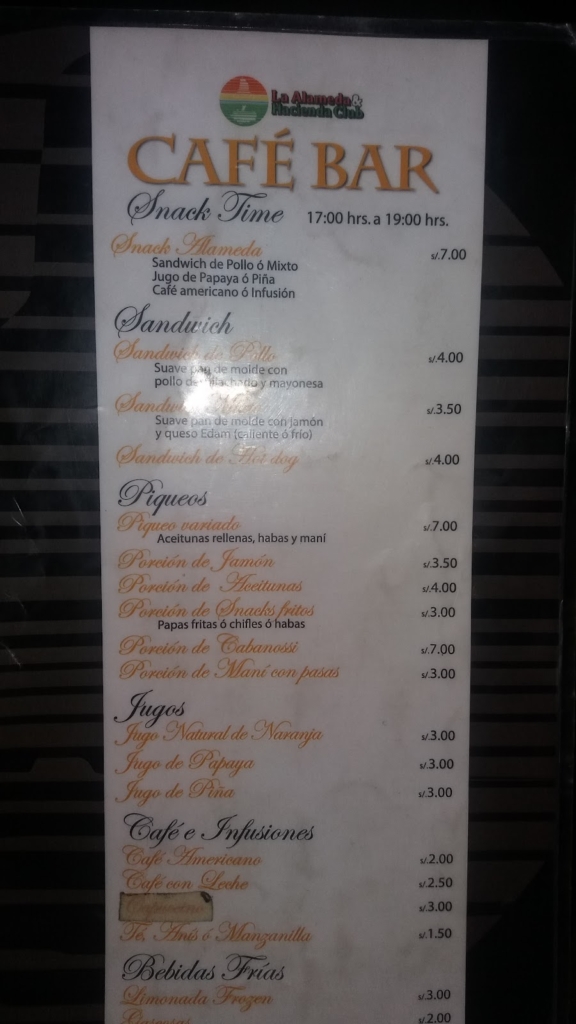 La Alameda &
Hacienda Club
CAFÉ BAR
Snack Time 17:00 hrs. a 19:00 hrs.
Snack Alameda s/.7.00
Sandwich de Pollo ó Mixto
Jugo de Papaya ó Piña
Café americano ó Infusión
Sandwich
Sandwich de Pollo s/.4.00
Suave pan de molde con
pollo deshilachado y mayonesa
Sandwich Mixto s/.3.50
Suave pan de molde con jamón
y queso Edam (caliente ó frío)
Sandwich de Hot dog s/.4.00
Piqueos
Piqueo variado s/.7.00
Aceitunas rellenas, habas y maní
Porción de Jamón s/.3.50
Porción de Aceitunas s/.4.00
Porción de Snacks fritos s/.3.00
Papas fritas ó chifles ó habas
Porción de Cabanossi s/.7.00
Porción de Maní con pasas s/.3.00
Jugos
Jugo Natural de Naranja s/.3.00
Jugo de Papaya s/.3.00
Jugo de Piña s/.3.00
Café e Infusiones
Café Americano s/.2.00
Café con Leche s/.2.50
Capuccino s/.3.00
Té, Anís ó Manzanilla s/.1.50
Bebidas Frías
Limonada Frozen s/.3.00
Gaseosas s/.2.00